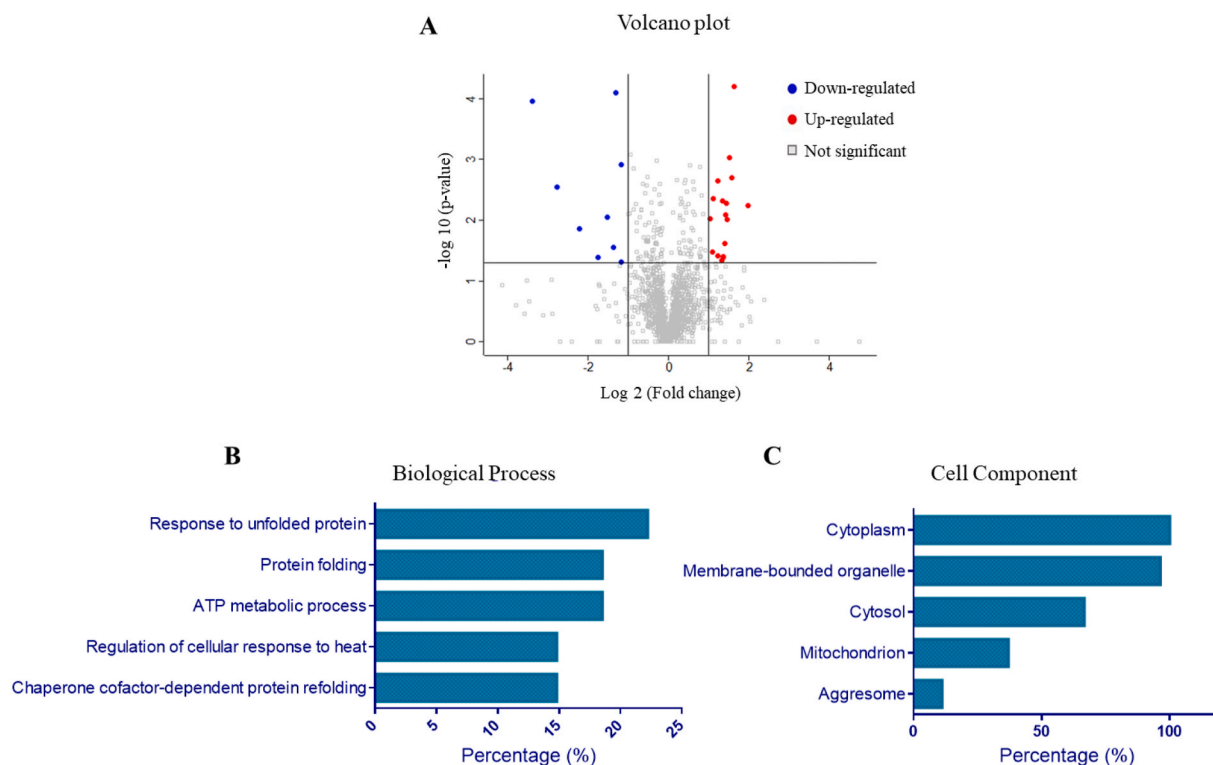 A
Volcano plot
Down-regulated
Up-regulated
Not significant
-log 10 (p-value)
4
3
2
1
0
-4 -2 0 2 4
Log 2 (Fold change)
B
Biological Process
Response to unfolded protein
Protein folding
ATP metabolic process
Regulation of cellular response to heat
Chaperone cofactor-dependent protein refolding
0 5 10 15 20 25
Percentage (%)
C
Cell Component
Cytoplasm
Membrane-bounded organelle
Cytosol
Mitochondrion
Aggresome
0 50 100
Percentage (%)